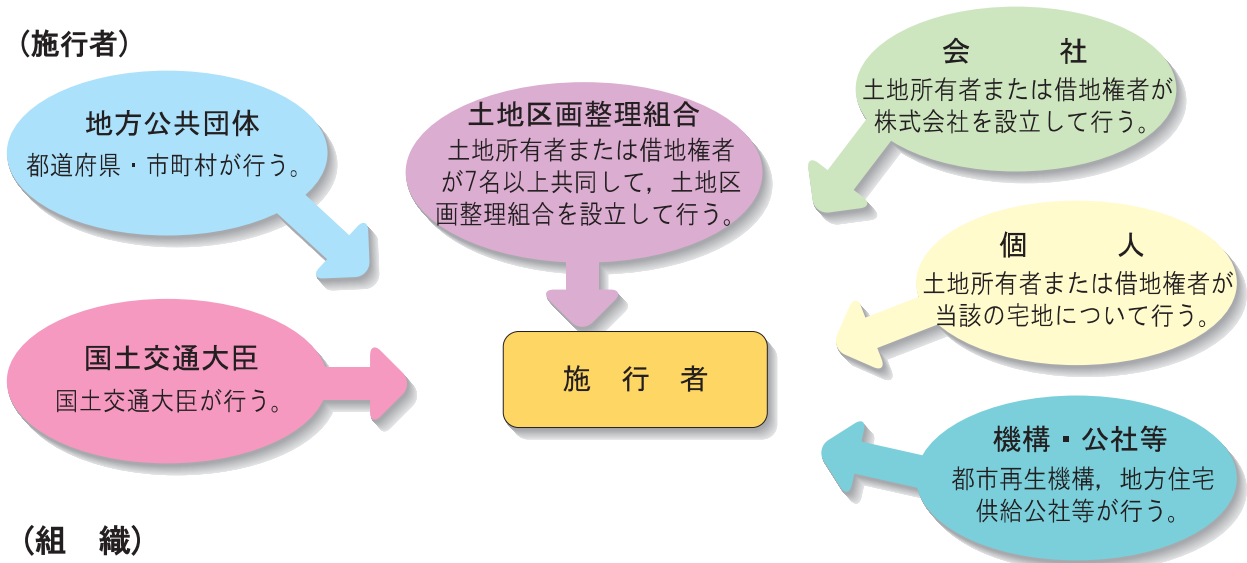 (施行者)
地方公共団体
都道府県・市町村が行う。
国土交通大臣
国土交通大臣が行う。
土地区画整理組合
土地所有者または借地権者
が7名以上共同して，土地区
画整理組合を設立して行う。
施　行　者
会　　　社
土地所有者または借地権者が
株式会社を設立して行う。
個　　　人
土地所有者または借地権者が
当該の宅地について行う。
機構・公社等
都市再生機構，地方住宅
供給公社等が行う。
(組　織)